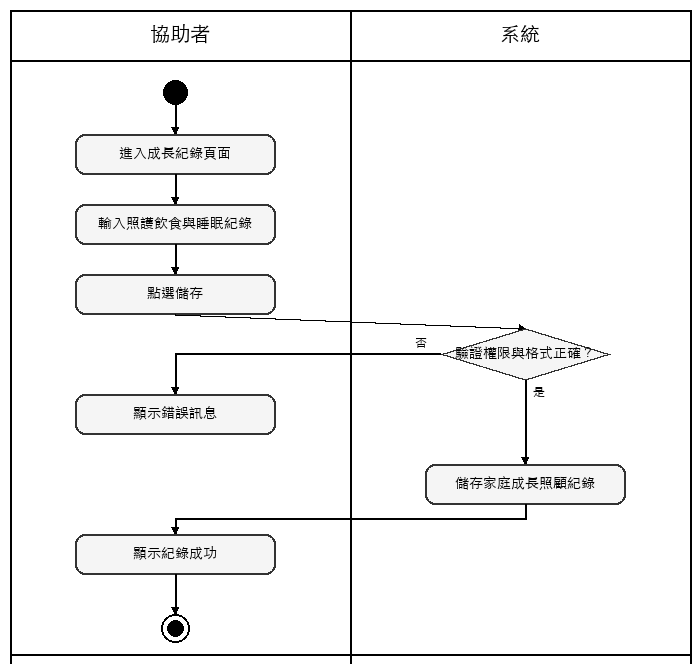 協助者
系統
進入成長紀錄頁面
輸入照護飲食與睡眠紀錄
點選儲存
驗證權限與格式正確？
否
是
顯示錯誤訊息
儲存家庭成長照顧紀錄
顯示紀錄成功